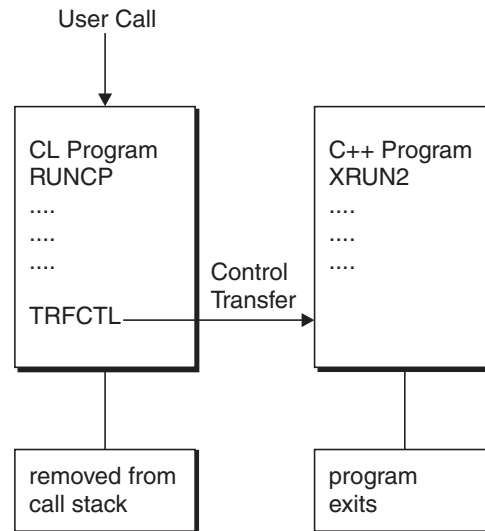 User Call
CL Program
RUNCP
....
....
....
TRFCTL
Control
Transfer
C++ Program
XRUN2
....
....
....
removed from
call stack
program
exits